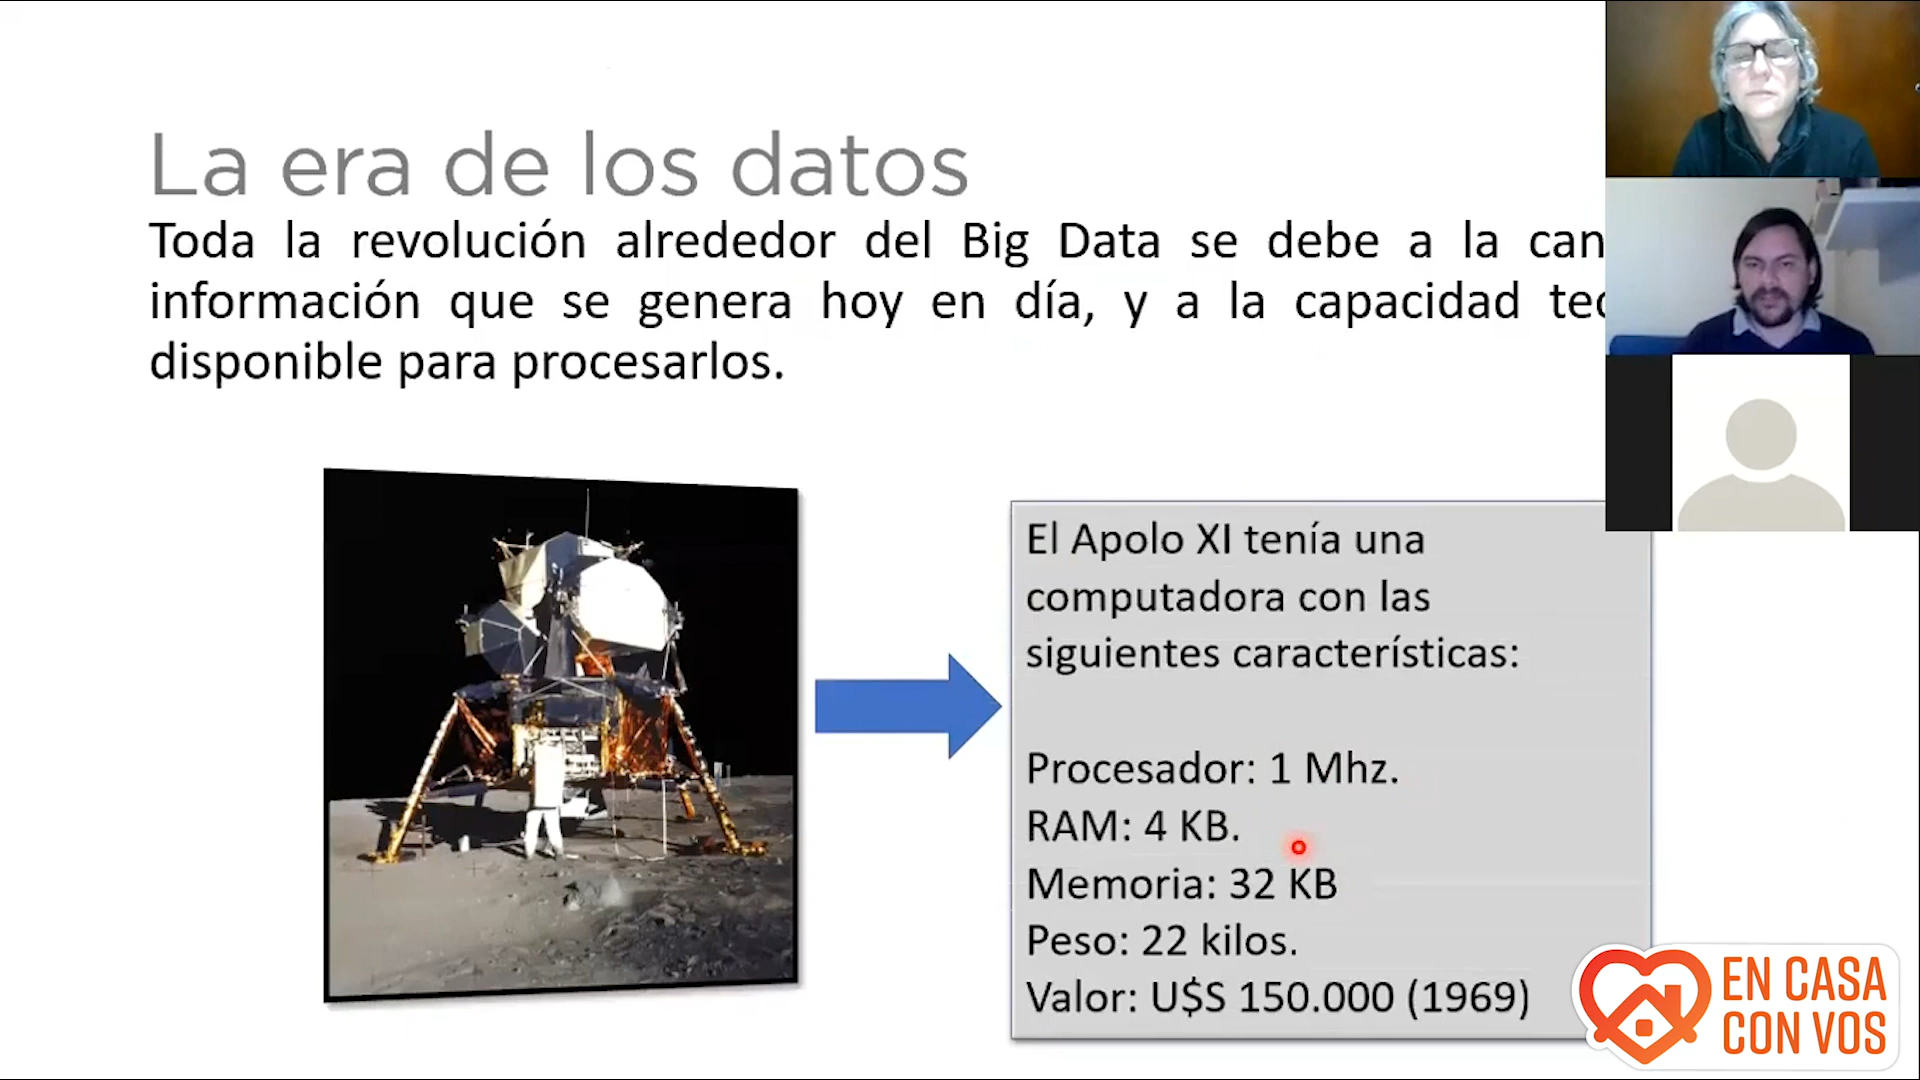 La era de los datos
Toda la revolución alrededor del Big Data se debe a la
información que se genera hoy en día, y a la capacidad
disponible para procesarlos.
El Apolo XI tenía una
computadora con las
siguientes características:
Procesador: 1 Mhz.
RAM: 4 KB.
Memoria: 32 KB
Peso: 22 kilos.
Valor: U$S 150.000 (1969)
EN CASA
CON VOS